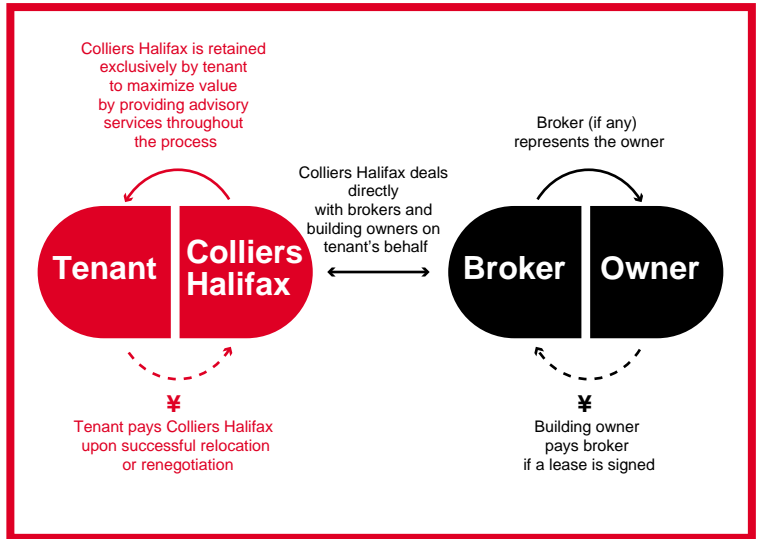 Colliers Halifax is retained
exclusively by tenant
to maximize value
by providing advisory
services throughout
the process
Broker (if any)
represents the owner
Colliers Halifax deals
directly
with brokers and
building owners on
tenant's behalf
Tenant
Colliers
Halifax
Broker
Owner
¥
Tenant pays Colliers Halifax
upon successful relocation
or renegotiation
¥
Building owner
pays broker
if a lease is signed